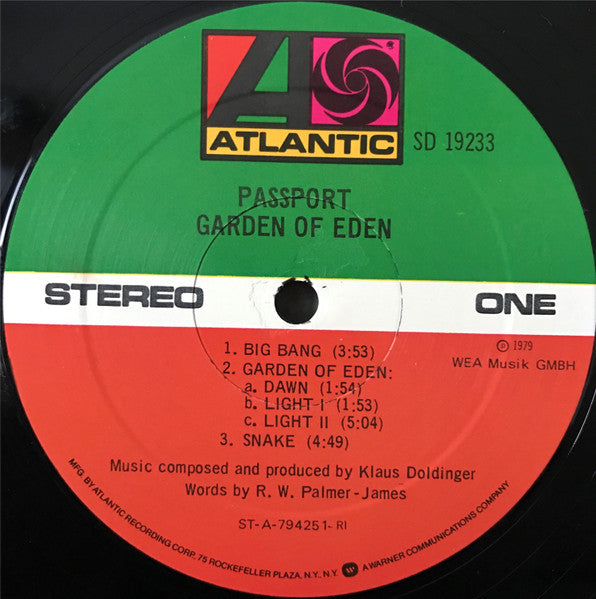 ATLANTIC
SD 19233
PASSPORT
GARDEN OF EDEN
STEREO
ONE
℗ 1979
WEA Musik GMBH
1. BIG BANG (3:53)
2. GARDEN OF EDEN:
a. DAWN (1:54)
b. LIGHT I (1:53)
c. LIGHT II (5:04)
3. SNAKE (4:49)
Music composed and produced by Klaus Doldinger
Words by R. W. Palmer-James
ST-A-794251- RI
MFG. BY ATLANTIC RECORDING CORP. 75 ROCKEFELLER PLAZA, N.Y., N.Y. A WARNER COMMUNICATIONS COMPANY